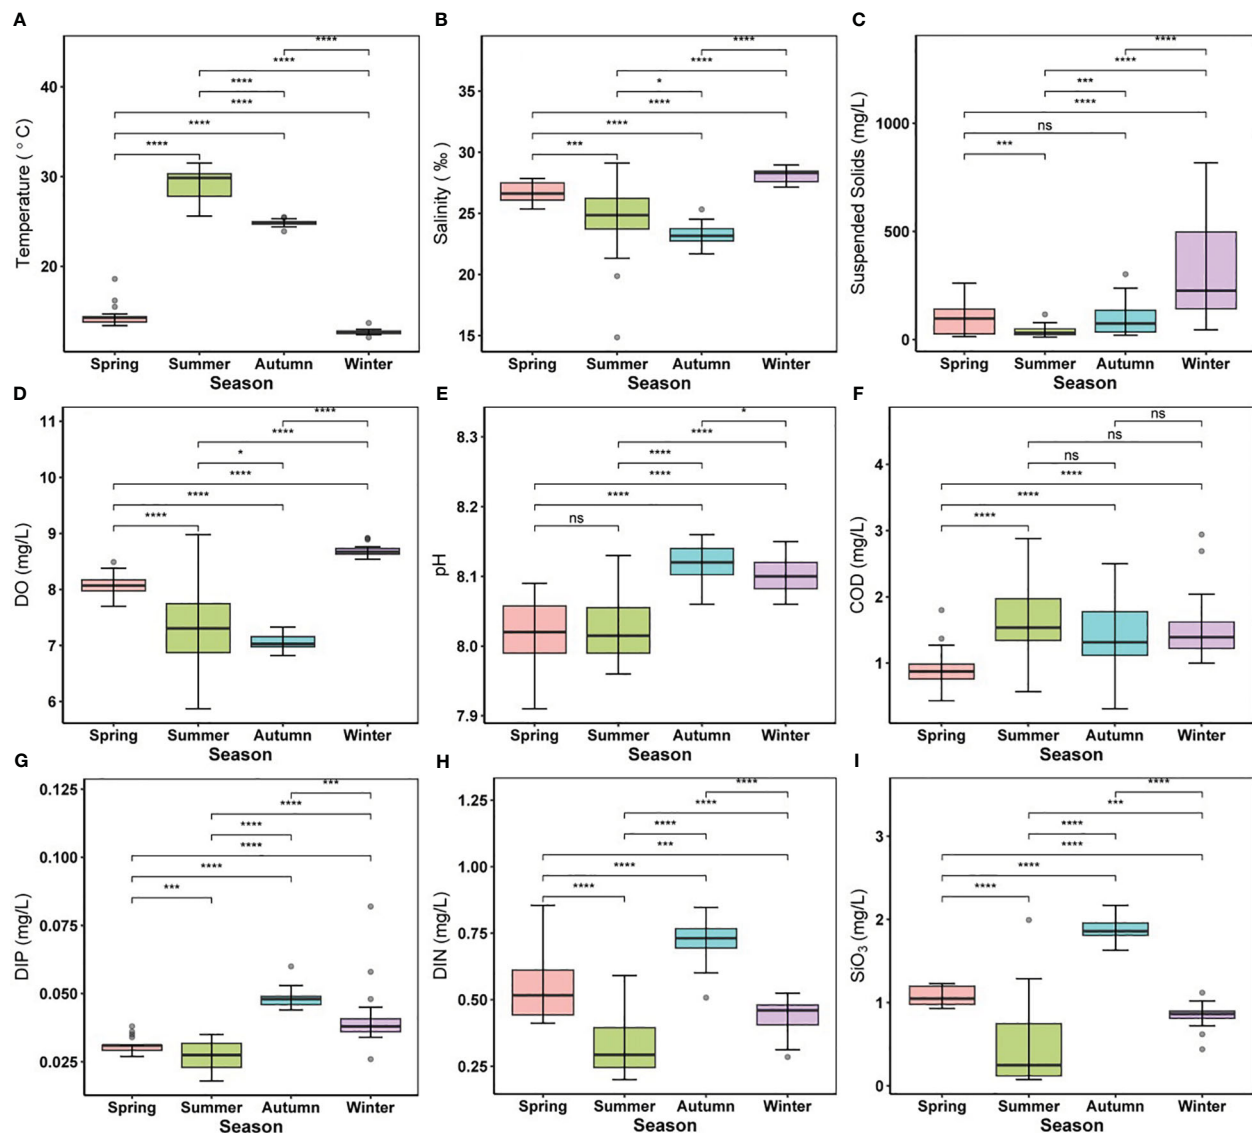 A
Temperature ( °C)
40
30
20
****
****
****
****
****
****
Spring Summer Autumn Winter
Season
B
Salinity ( ‰)
35
30
25
20
15
****
****
*
****
****
***
Spring Summer Autumn Winter
Season
C
Suspended Solids (mg/L)
1000
500
0
****
****
***
****
ns
***
Spring Summer Autumn Winter
Season
D
DO (mg/L)
11
10
9
8
7
6
****
****
*
****
****
****
Spring Summer Autumn Winter
Season
E
pH
8.3
8.2
8.1
8.0
7.9
*
****
****
****
****
ns
Spring Summer Autumn Winter
Season
F
COD (mg/L)
4
3
2
1
ns
ns
ns
****
****
****
Spring Summer Autumn Winter
Season
G
DIP (mg/L)
0.125
0.100
0.075
0.050
0.025
***
****
****
****
****
***
Spring Summer Autumn Winter
Season
H
DIN (mg/L)
1.25
1.00
0.75
0.50
0.25
****
****
****
***
****
****
Spring Summer Autumn Winter
Season
I
SiO3 (mg/L)
3
2
1
0
****
***
****
****
****
****
Spring Summer Autumn Winter
Season